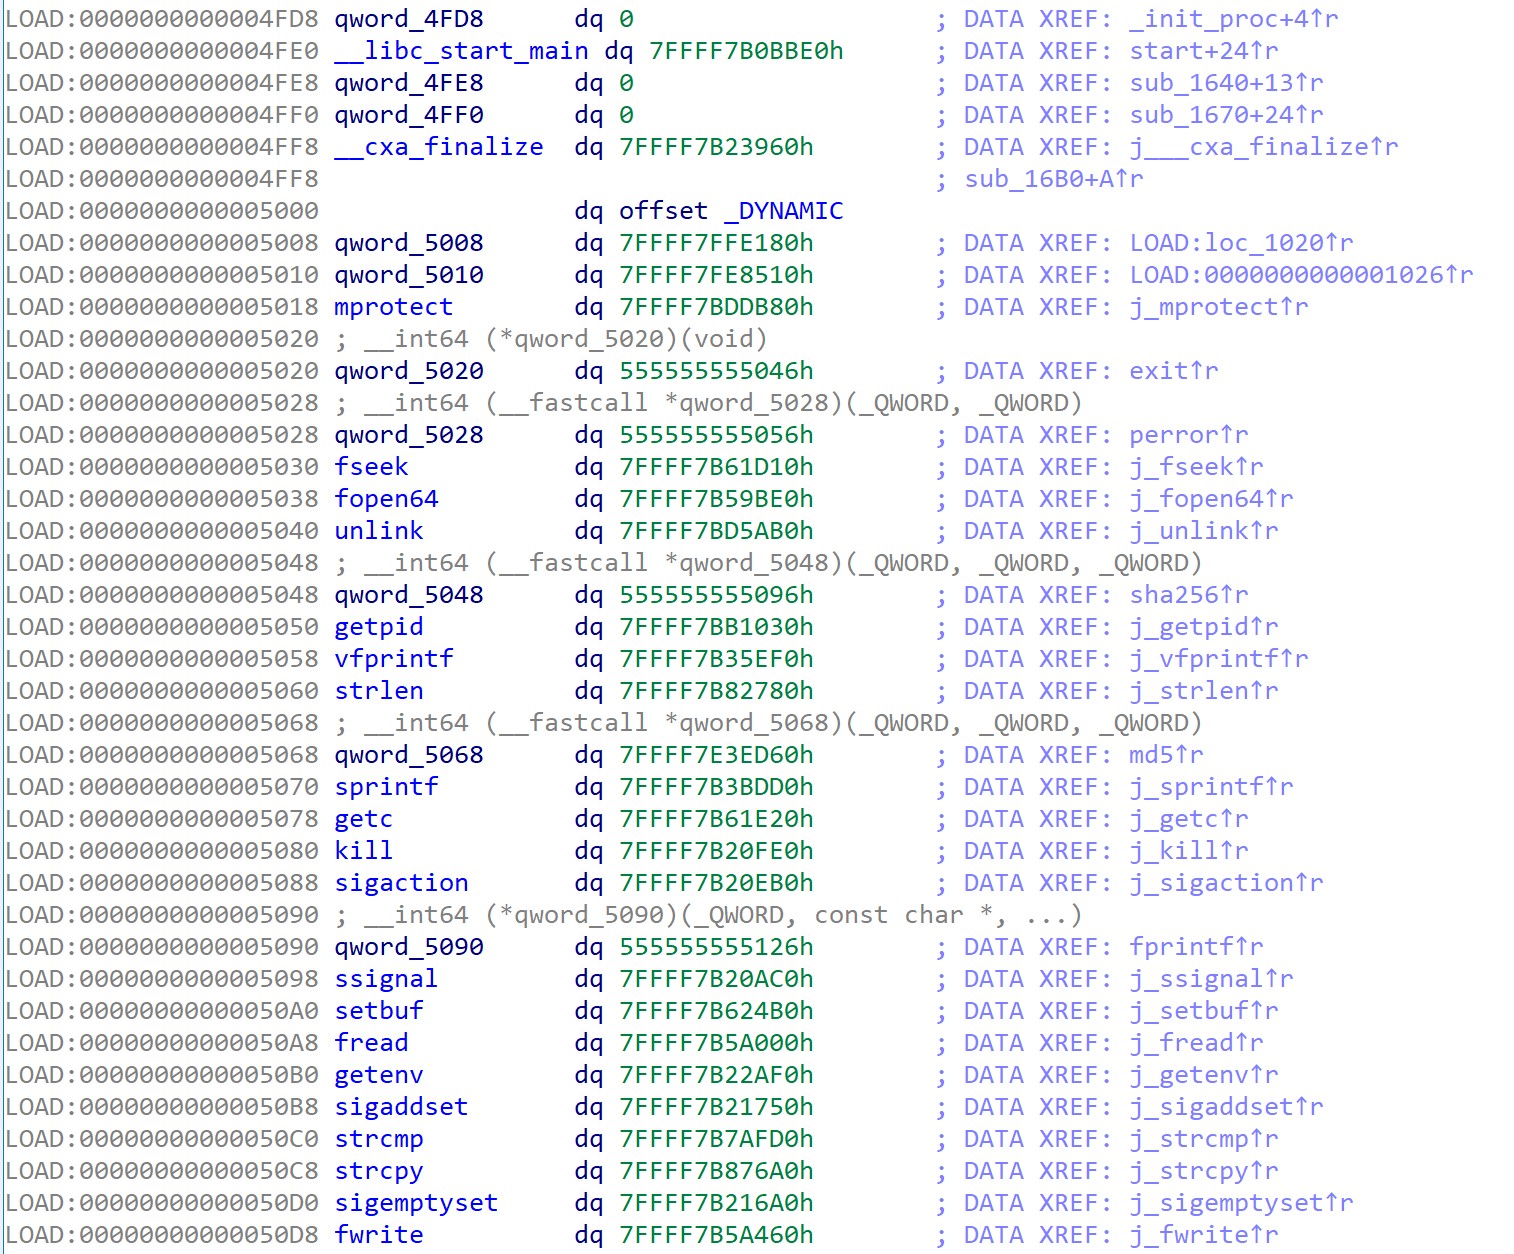 LOAD:0000000000004FD8 qword_4FD8 dq 0 ; DATA XREF: _init_proc+4↑r
LOAD:0000000000004FE0 __libc_start_main dq 7FFFF7B0BBE0h ; DATA XREF: start+24↑r
LOAD:0000000000004FE8 qword_4FE8 dq 0 ; DATA XREF: sub_1640+13↑r
LOAD:0000000000004FF0 qword_4FF0 dq 0 ; DATA XREF: sub_1670+24↑r
LOAD:0000000000004FF8 __cxa_finalize dq 7FFFF7B23960h ; DATA XREF: j___cxa_finalize↑r
LOAD:0000000000004FF8 ; sub_16B0+A↑r
LOAD:0000000000005000 dq offset _DYNAMIC
LOAD:0000000000005008 qword_5008 dq 7FFFF7FFE180h ; DATA XREF: LOAD:loc_1020↑r
LOAD:0000000000005010 qword_5010 dq 7FFFF7FE8510h ; DATA XREF: LOAD:0000000000001026↑r
LOAD:0000000000005018 mprotect dq 7FFFF7BDDB80h ; DATA XREF: j_mprotect↑r
LOAD:0000000000005020 ; __int64 (*qword_5020)(void)
LOAD:0000000000005020 qword_5020 dq 555555555046h ; DATA XREF: exit↑r
LOAD:0000000000005028 ; __int64 (__fastcall *qword_5028)(_QWORD, _QWORD)
LOAD:0000000000005028 qword_5028 dq 555555555056h ; DATA XREF: perror↑r
LOAD:0000000000005030 fseek dq 7FFFF7B61D10h ; DATA XREF: j_fseek↑r
LOAD:0000000000005038 fopen64 dq 7FFFF7B59BE0h ; DATA XREF: j_fopen64↑r
LOAD:0000000000005040 unlink dq 7FFFF7BD5AB0h ; DATA XREF: j_unlink↑r
LOAD:0000000000005048 ; __int64 (__fastcall *qword_5048)(_QWORD, _QWORD, _QWORD)
LOAD:0000000000005048 qword_5048 dq 555555555096h ; DATA XREF: sha256↑r
LOAD:0000000000005050 getpid dq 7FFFF7BB1030h ; DATA XREF: j_getpid↑r
LOAD:0000000000005058 vfprintf dq 7FFFF7B35EF0h ; DATA XREF: j_vfprintf↑r
LOAD:0000000000005060 strlen dq 7FFFF7B82780h ; DATA XREF: j_strlen↑r
LOAD:0000000000005068 ; __int64 (__fastcall *qword_5068)(_QWORD, _QWORD, _QWORD)
LOAD:0000000000005068 qword_5068 dq 7FFFF7E3ED60h ; DATA XREF: md5↑r
LOAD:0000000000005070 sprintf dq 7FFFF7B3BDD0h ; DATA XREF: j_sprintf↑r
LOAD:0000000000005078 getc dq 7FFFF7B61E20h ; DATA XREF: j_getc↑r
LOAD:0000000000005080 kill dq 7FFFF7B20FE0h ; DATA XREF: j_kill↑r
LOAD:0000000000005088 sigaction dq 7FFFF7B20EB0h ; DATA XREF: j_sigaction↑r
LOAD:0000000000005090 ; __int64 (*qword_5090)(_QWORD, const char *, ...)
LOAD:0000000000005090 qword_5090 dq 555555555126h ; DATA XREF: fprintf↑r
LOAD:0000000000005098 ssignal dq 7FFFF7B20AC0h ; DATA XREF: j_ssignal↑r
LOAD:00000000000050A0 setbuf dq 7FFFF7B624B0h ; DATA XREF: j_setbuf↑r
LOAD:00000000000050A8 fread dq 7FFFF7B5A000h ; DATA XREF: j_fread↑r
LOAD:00000000000050B0 getenv dq 7FFFF7B22AF0h ; DATA XREF: j_getenv↑r
LOAD:00000000000050B8 sigaddset dq 7FFFF7B21750h ; DATA XREF: j_sigaddset↑r
LOAD:00000000000050C0 strcmp dq 7FFFF7B7AFD0h ; DATA XREF: j_strcmp↑r
LOAD:00000000000050C8 strcpy dq 7FFFF7B876A0h ; DATA XREF: j_strcpy↑r
LOAD:00000000000050D0 sigemptyset dq 7FFFF7B216A0h ; DATA XREF: j_sigemptyset↑r
LOAD:00000000000050D8 fwrite dq 7FFFF7B5A460h ; DATA XREF: j_fwrite↑r